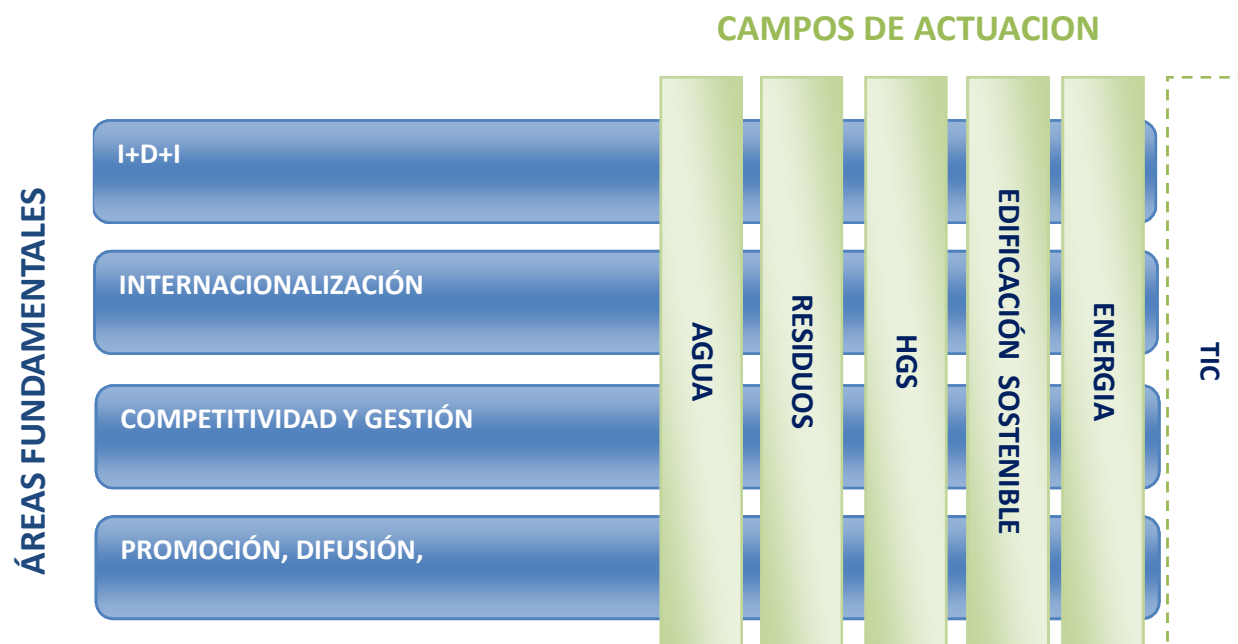 CAMPOS DE ACTUACION
ÁREAS FUNDAMENTALES
I+D+I
INTERNACIONALIZACIÓN
COMPETITIVIDAD Y GESTIÓN
PROMOCIÓN, DIFUSIÓN,
AGUA
RESIDUOS
HGS
EDIFICACIÓN SOSTENIBLE
ENERGIA
TIC